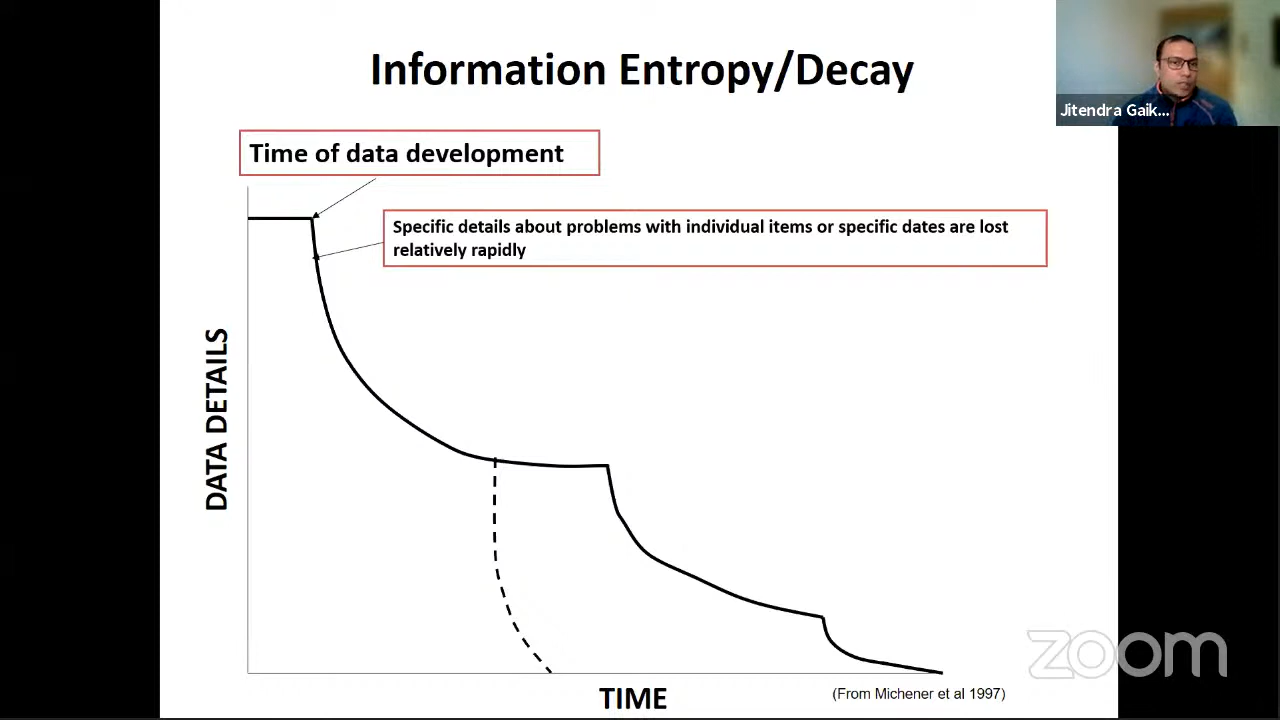 Information Entropy/Decay
Jitendra Gaik...
Time of data development
Specific details about problems with individual items or specific dates are lost
relatively rapidly
DATA DETAILS
TIME
(From Michener et al 1997)
zoom